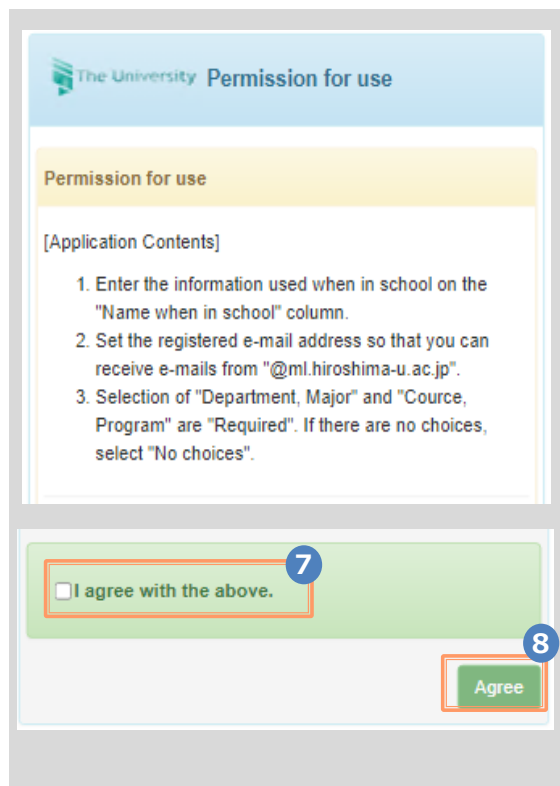 The University Permission for use
Permission for use
[Application Contents]
1. Enter the information used when in school on the
"Name when in school" column.
2. Set the registered e-mail address so that you can
receive e-mails from "@ml.hiroshima-u.ac.jp".
3. Selection of "Department, Major" and "Cource,
Program" are "Required". If there are no choices,
select "No choices".
7
I agree with the above.
8
Agree